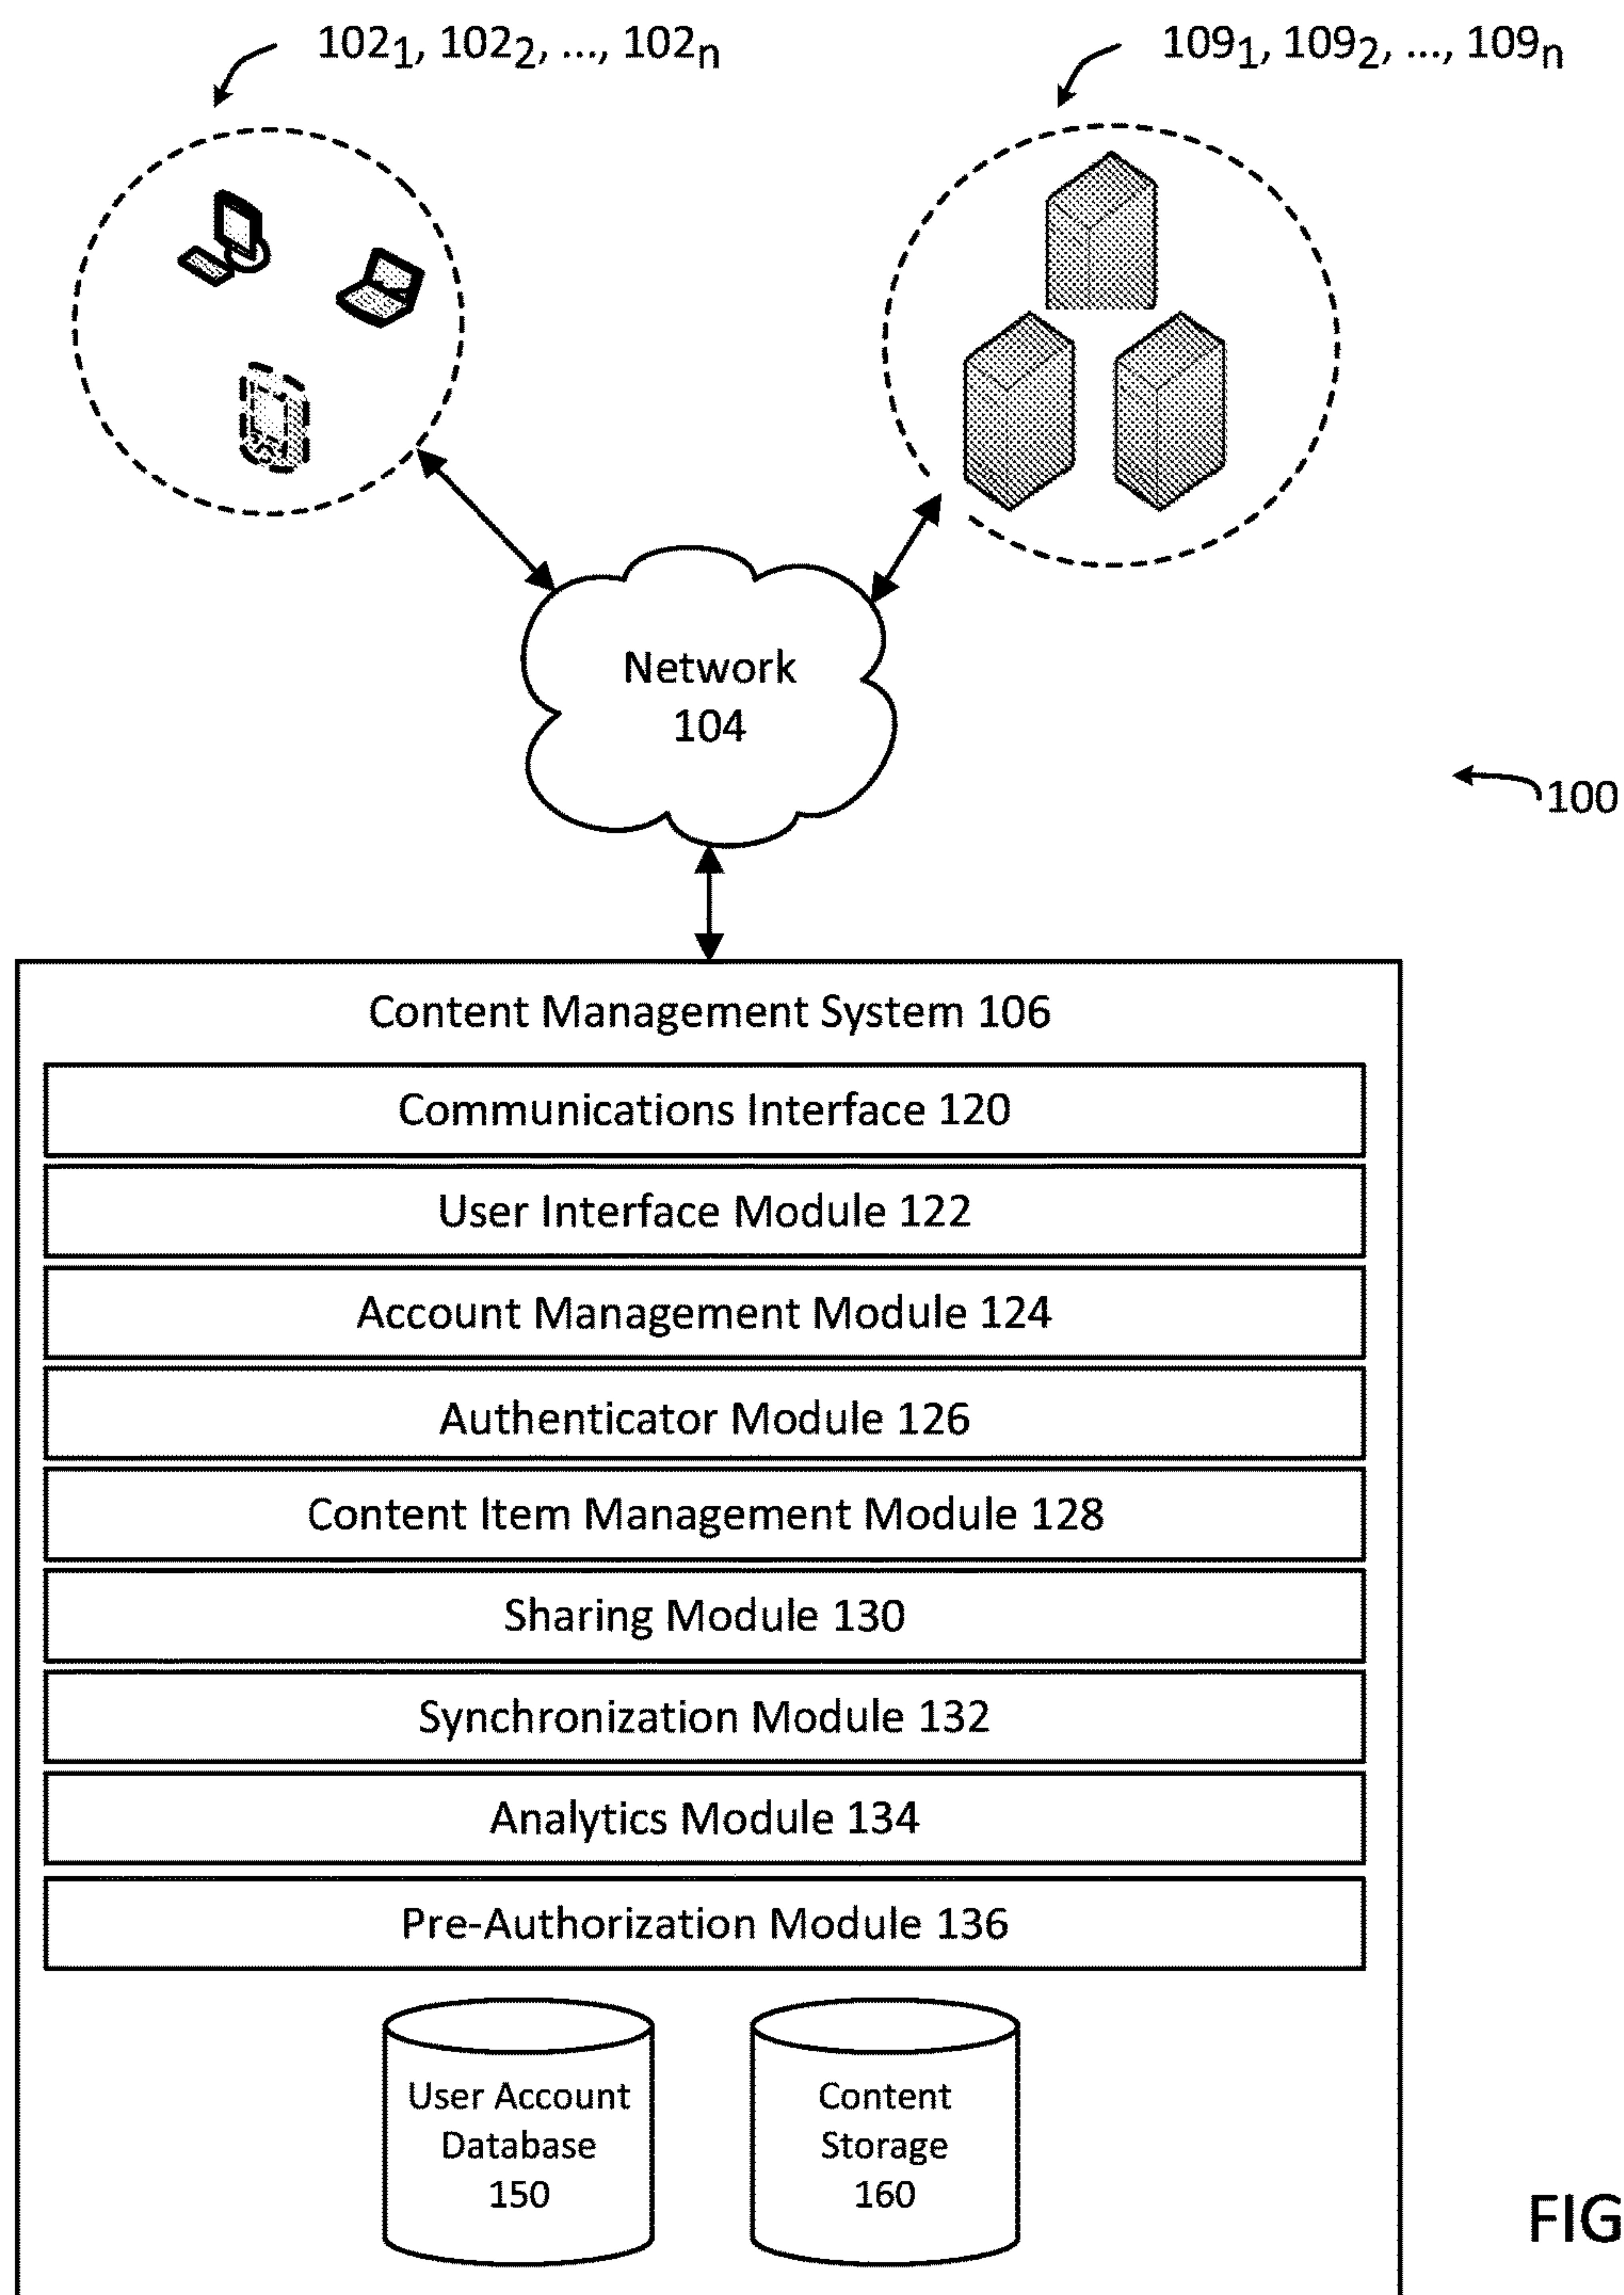 102₁, 102₂, ..., 102ₙ
109₁, 109₂, ..., 109ₙ
Network
104
100
Content Management System 106
Communications Interface 120
User Interface Module 122
Account Management Module 124
Authenticator Module 126
Content Item Management Module 128
Sharing Module 130
Synchronization Module 132
Analytics Module 134
Pre-Authorization Module 136
User Account
Database
150
Content
Storage
160
FIG